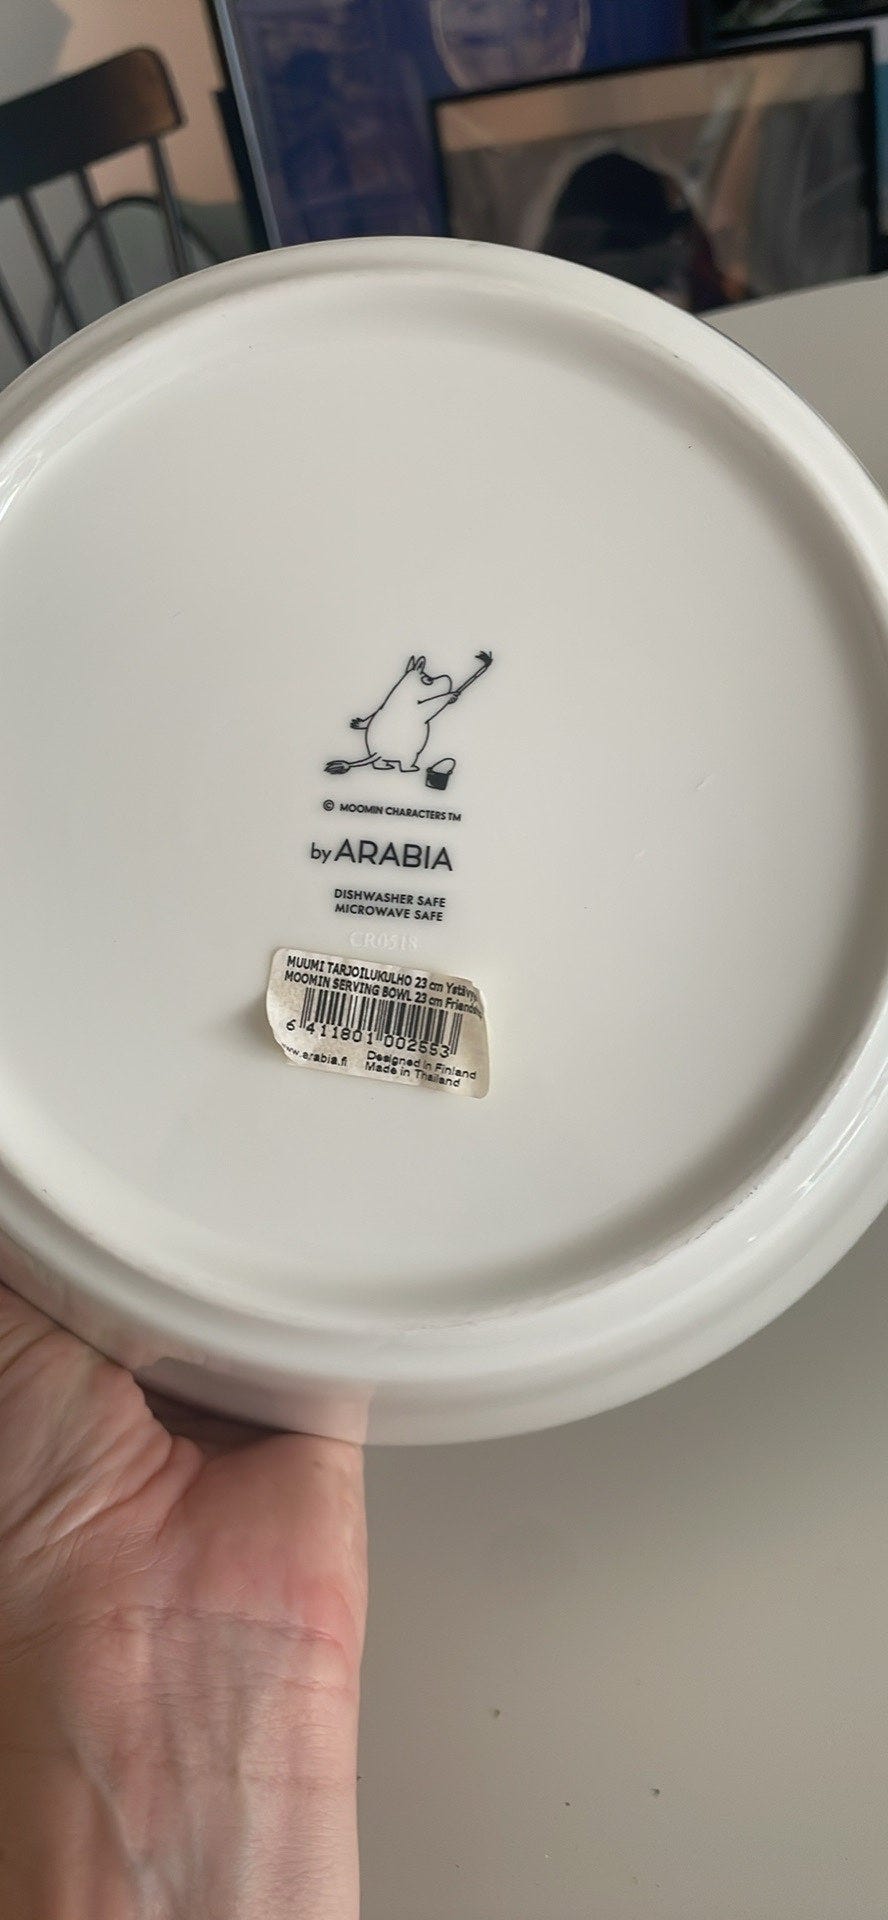 © MOOMIN CHARACTERS TM
by ARABIA
DISHWASHER SAFE
MICROWAVE SAFE
CR0518
MUUMI TARJOILUKULHO 23 cm
MOOMIN SERVING BOWL 23 cm
6 411801 002553
www.arabia.fi
Designed in Finland
Made in Thailand